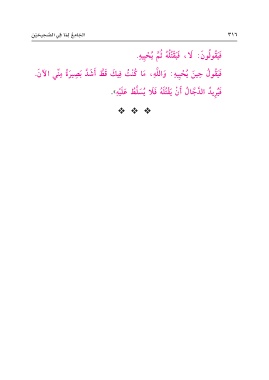 ٣١٦ الجامع لما في الصحيحين
فَيَقُولُونَ: لَا، فَيَقْتُلُهُ ثُمَّ يُحْيِيهِ.
فَيَقُولُ حِينَ يُحْيِيهِ: وَاللَّهِ، مَا كُنْتُ فِيكَ قَطُّ أَشَدَّ بَصِيرَةً مِنِّي الآنَ.
فَيُرِيدُ الدَّجَّالُ أَنْ يَقْتُلَهُ فَلَا يُسَلَّطُ عَلَيْهِ».